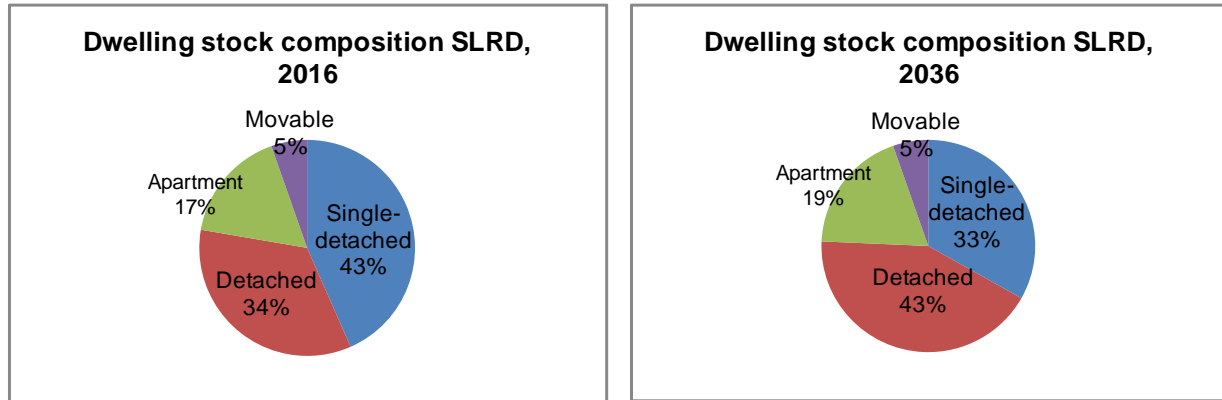 Dwelling stock composition SLRD,
2016
Movable
5%
Apartment
17%
Single-
detached
43%
Detached
34%
Dwelling stock composition SLRD,
2036
Movable
5%
Apartment
19%
Single-
detached
33%
Detached
43%